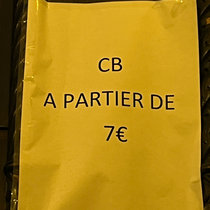 CB
A PARTIER DE
7€